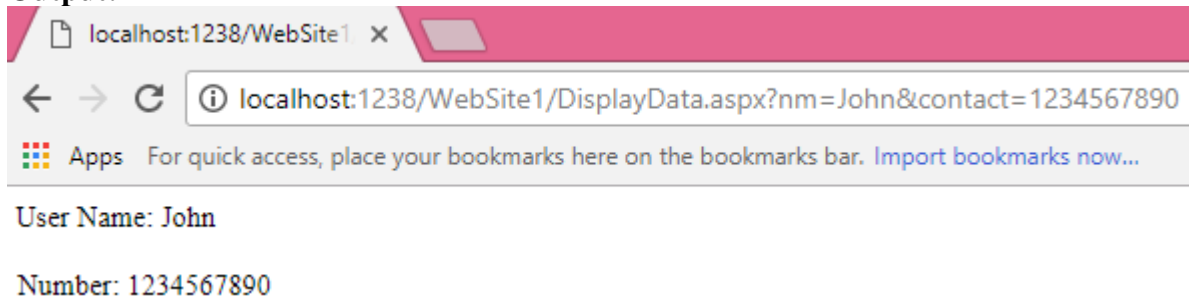 localhost:1238/WebSite1
localhost:1238/WebSite1/DisplayData.aspx?nm=John&contact=1234567890
Apps For quick access, place your bookmarks here on the bookmarks bar. Import bookmarks now...
User Name: John
Number: 1234567890